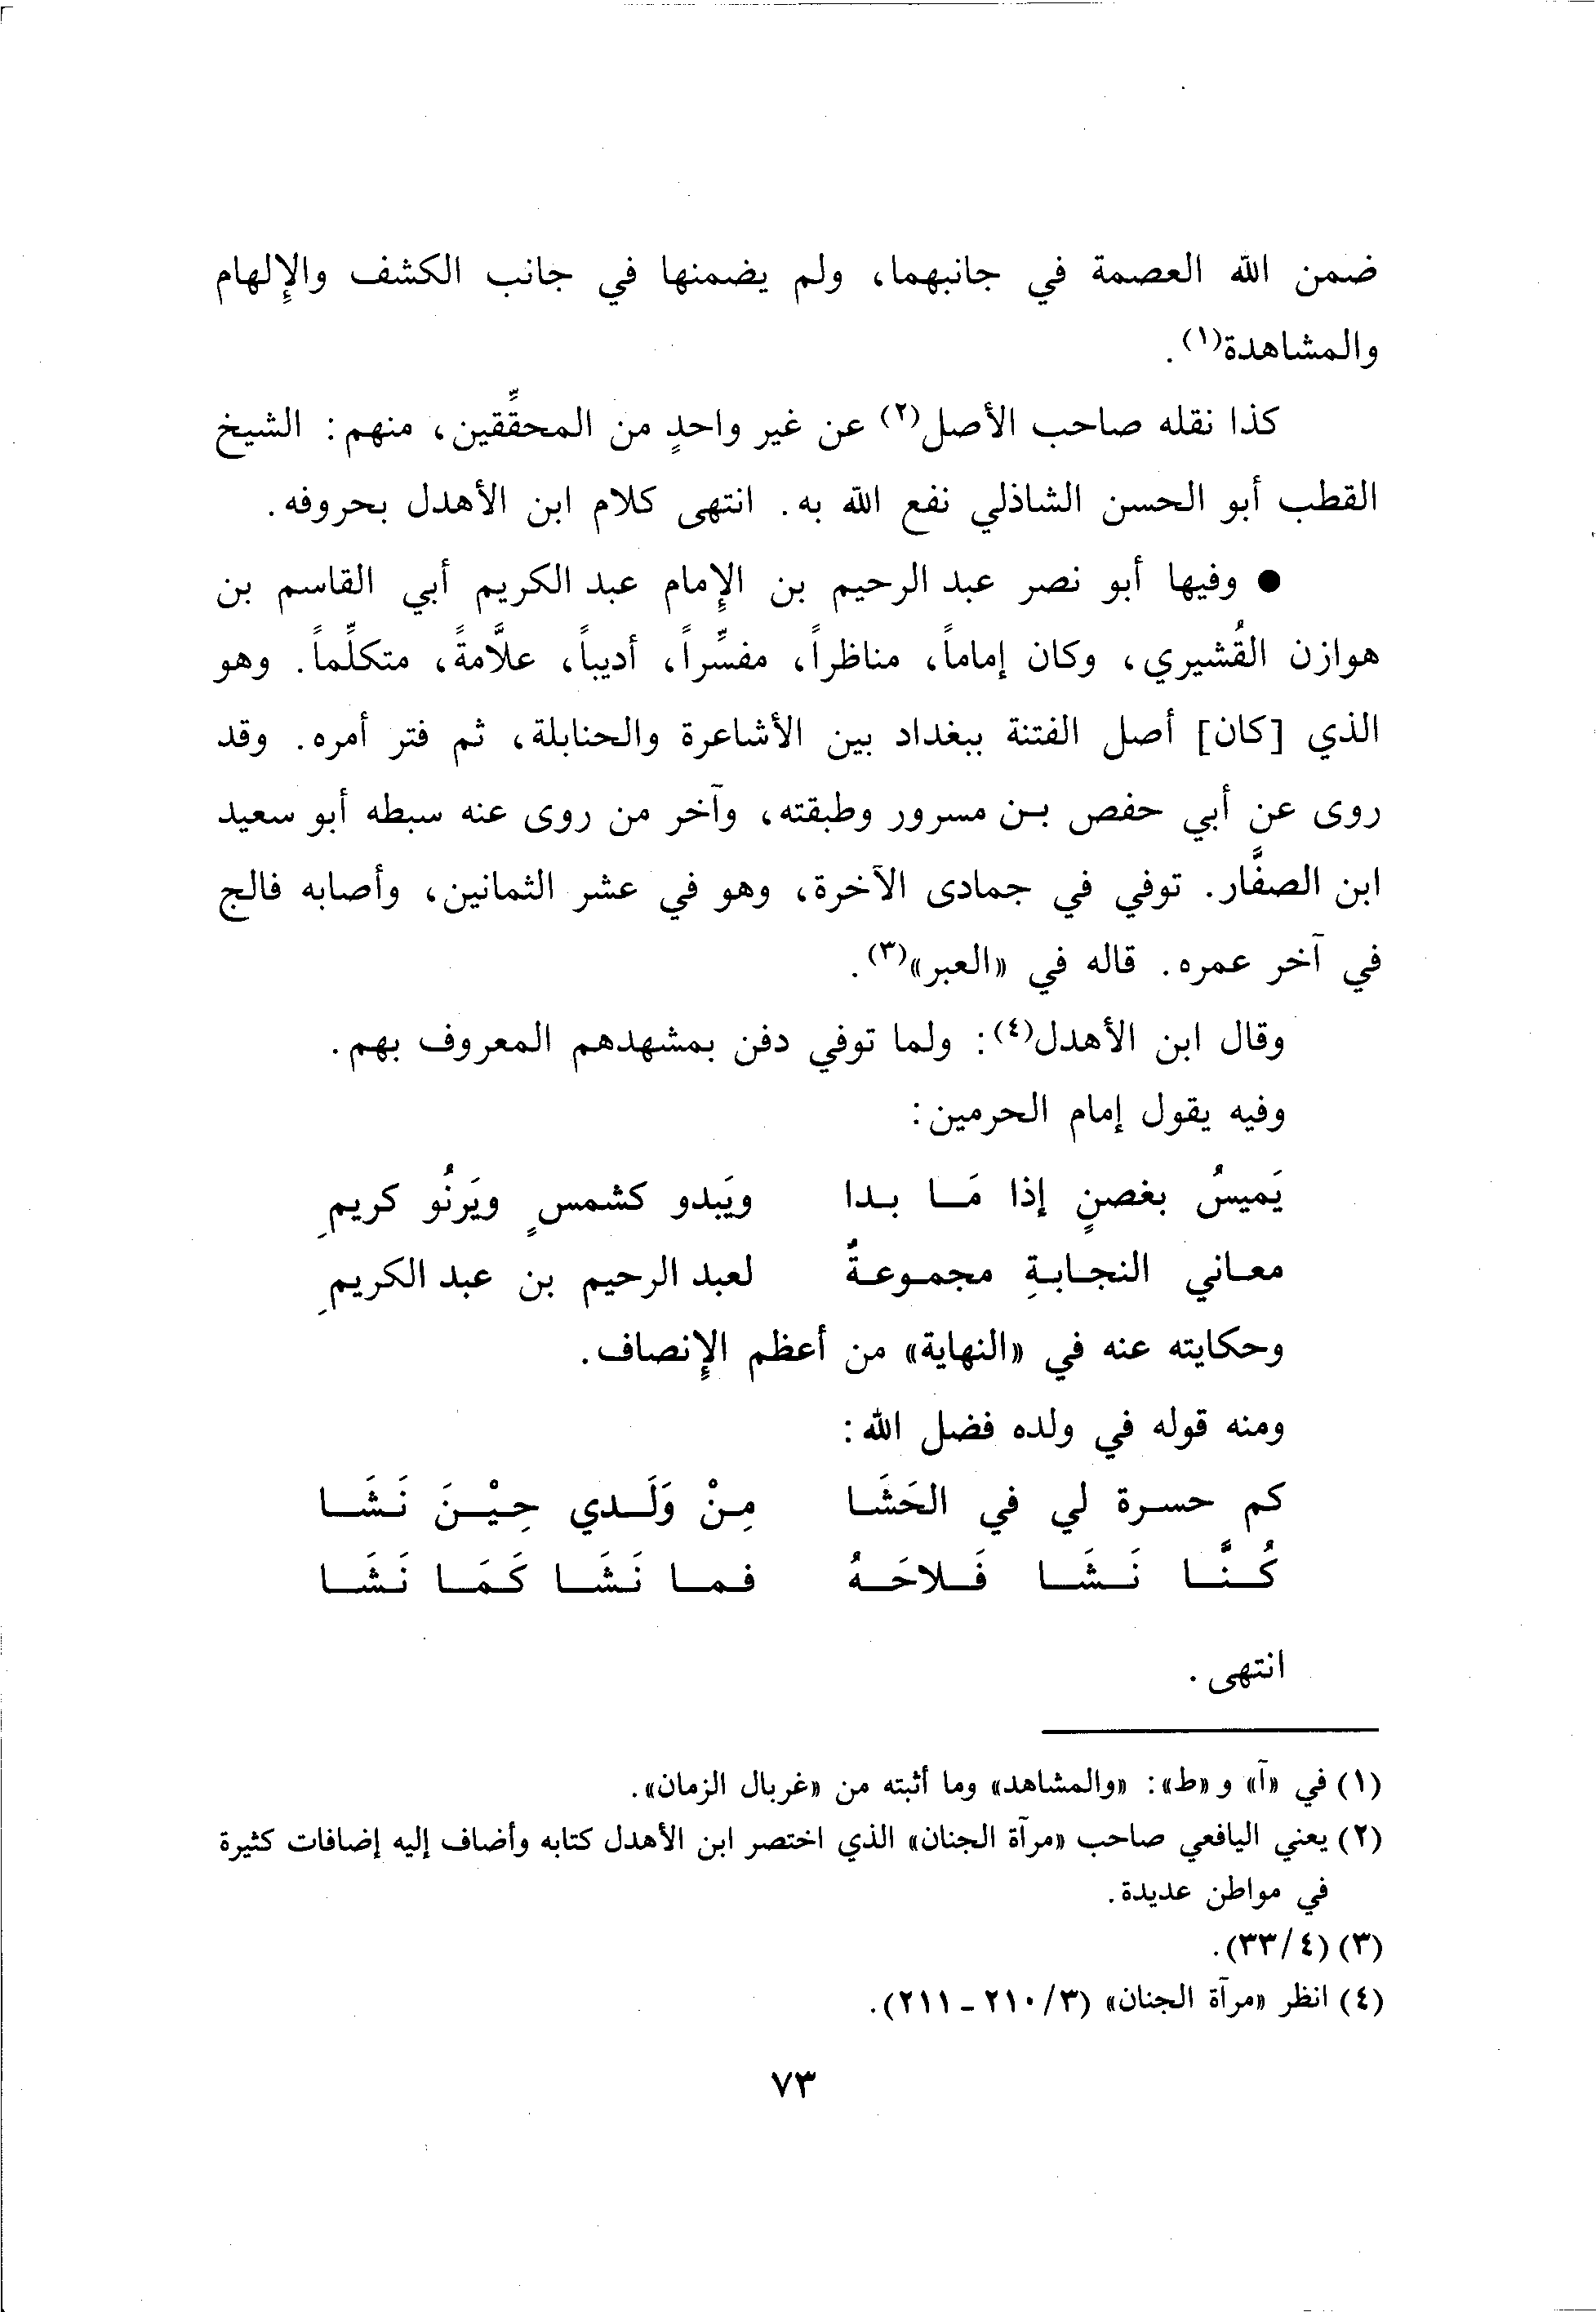 ضمن الله العصمة في جانبهما، ولم يضمنها في جانب الكشف والإلهام
والمشاهدة(١).
كذا نقله صاحب الأصل(٢) عن غير واحدٍ من المحقِّقين، منهم: الشيخ
القطب أبو الحسن الشاذلي نفع الله به. انتهى كلام ابن الأهدل بحروفه.
● وفيها أبو نصر عبد الرحيم بن الإمام عبد الكريم أبي القاسم بن
هوازن القُشيري، وكان إماماً، مناظراً، مفسِّراً، أديباً، علاَّمةً، متكلِّماً. وهو
الذي [كان] أصل الفتنة ببغداد بين الأشاعرة والحنابلة، ثم فتر أمره. وقد
روى عن أبي حفص بن مسرور وطبقته، وآخر من روى عنه سبطه أبو سعيد
ابن الصفَّار. توفي في جمادى الآخرة، وهو في عشر الثمانين، وأصابه فالج
في آخر عمره. قاله في «العبر»(٣).
وقال ابن الأهدل(٤): ولما توفي دفن بمشهدهم المعروف بهم.
وفيه يقول إمام الحرمين:
يَميسُ بغصنٍ إذا مَا بدا ويَبدو كشمسٍ ويَرنُو كريمِ
معاني النجابةِ مجموعةٌ لعبد الرحيم بن عبد الكريمِ
وحكايته عنه في «النهاية» من أعظم الإنصاف.
ومنه قوله في ولده فضل الله:
كم حسرة لي في الحَشَا مِنْ وَلَدي حِيْنَ نَشَا
كُنَّا نَشَا فَلاحَهُ فما نَشَا كَمَا نَشَا
انتهى.
(١) في «آ» و «ط»: «والمشاهد» وما أثبته من «غربال الزمان».
(٢) يعني اليافعي صاحب «مرآة الجنان» الذي اختصر ابن الأهدل كتابه وأضاف إليه إضافات كثيرة
في مواطن عديدة.
(٣) (٣٣/٤).
(٤) انظر «مرآة الجنان» (٣/ ٢١٠ - ٢١١).
٧٣